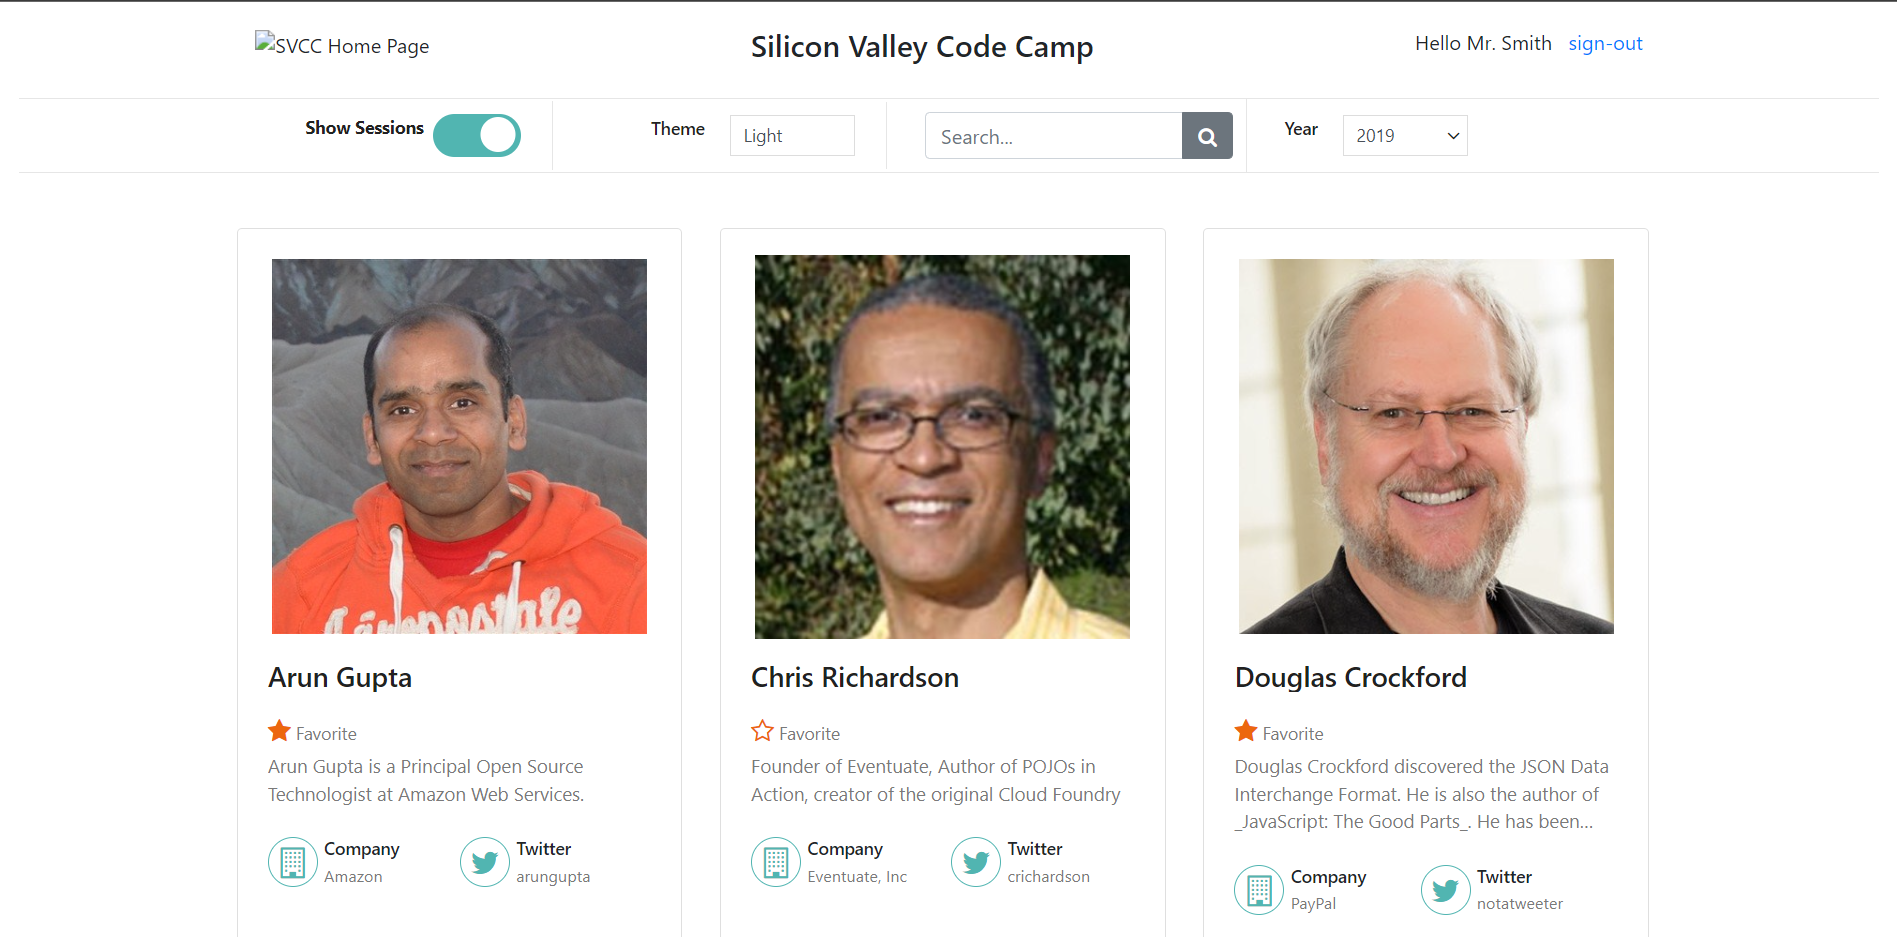 SVCC Home Page
Silicon Valley Code Camp
Hello Mr. Smith sign-out
Show Sessions
Theme Light
Search...
Year 2019
Arun Gupta
Favorite
Arun Gupta is a Principal Open Source
Technologist at Amazon Web Services.
Company
Amazon
Twitter
arungupta
Chris Richardson
Favorite
Founder of Eventuate, Author of POJOs in
Action, creator of the original Cloud Foundry
Company
Eventuate, Inc
Twitter
crichardson
Douglas Crockford
Favorite
Douglas Crockford discovered the JSON Data
Interchange Format. He is also the author of
_JavaScript: The Good Parts_. He has been...
Company
PayPal
Twitter
notatweeter